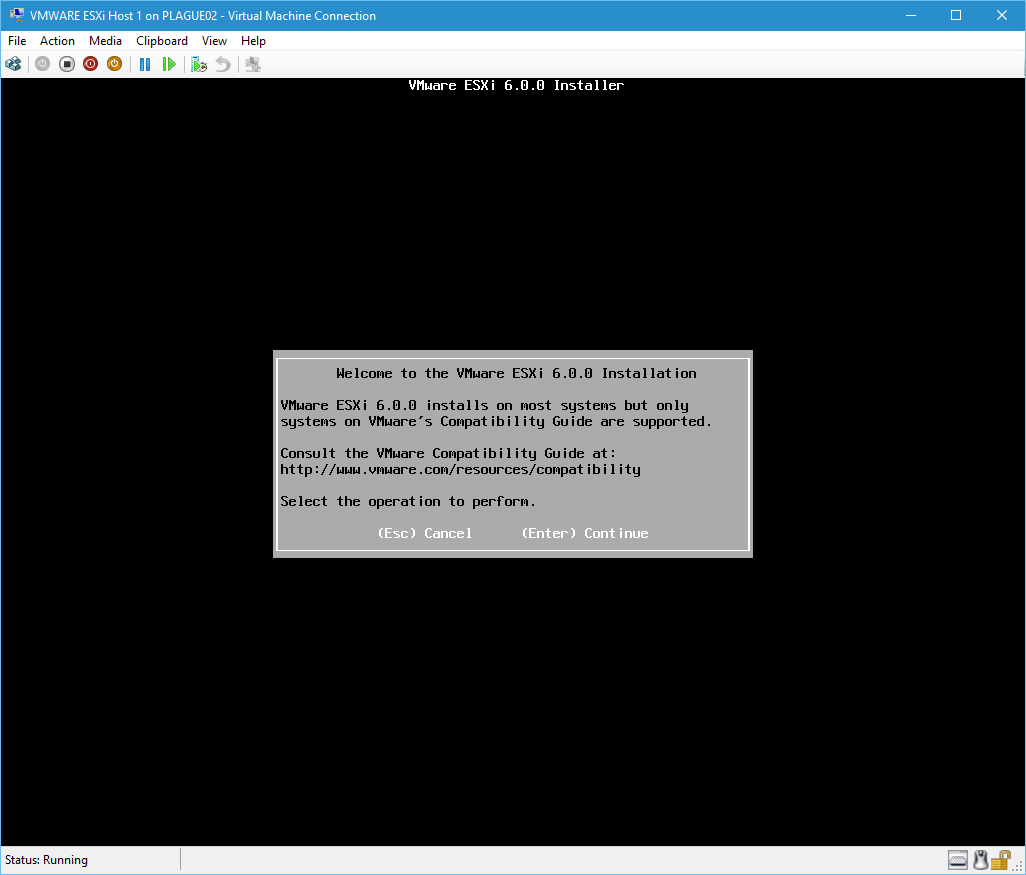 VMWARE ESXi Host 1 on PLAGUE02 - Virtual Machine Connection
File Action Media Clipboard View Help
VMware ESXi 6.0.0 Installer
Welcome to the VMware ESXi 6.0.0 Installation
VMware ESXi 6.0.0 installs on most systems but only
systems on VMware's Compatibility Guide are supported.
Consult the VMware Compatibility Guide at:
http://www.vmware.com/resources/compatibility
Select the operation to perform.
(Esc) Cancel (Enter) Continue
Status: Running